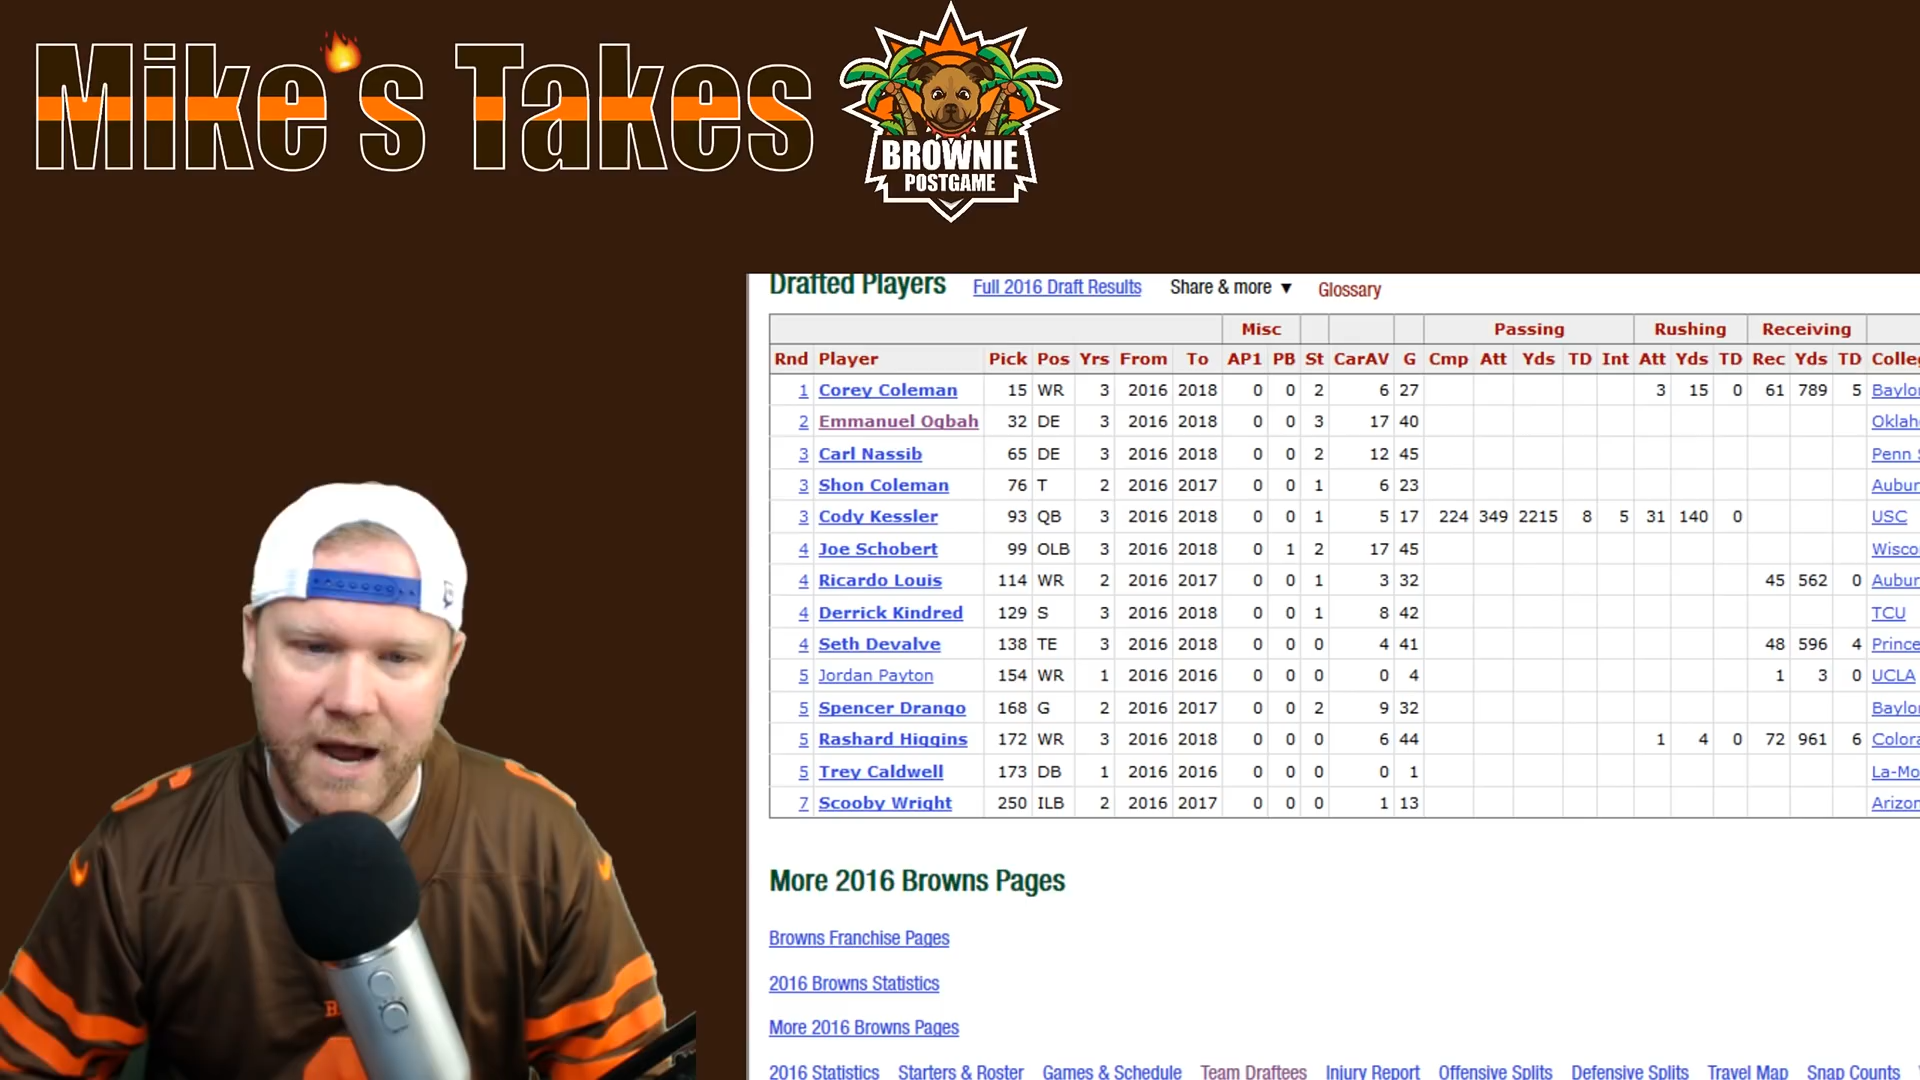 Mike's Takes
BROWNIE
POSTGAME
Drafted Players Full 2016 Draft Results Share & more ▼ Glossary
Misc Passing Rushing Receiving
Rnd Player Pick Pos Yrs From To AP1 PB St CarAV G Cmp Att Yds TD Int Att Yds TD Rec Yds TD Colle
1 Corey Coleman 15 WR 3 2016 2018 0 0 2 6 27 3 15 0 61 789 5 Baylo
2 Emmanuel Ogbah 32 DE 3 2016 2018 0 0 3 17 40 Oklah
3 Carl Nassib 65 DE 3 2016 2018 0 0 2 12 45 Penn
3 Shon Coleman 76 T 2 2016 2017 0 0 1 6 23 Aubur
3 Cody Kessler 93 QB 3 2016 2018 0 0 1 5 17 224 349 2215 8 5 31 140 0 USC
4 Joe Schobert 99 OLB 3 2016 2018 0 1 2 17 45 Wisco
4 Ricardo Louis 114 WR 2 2016 2017 0 0 1 3 32 45 562 0 Aubur
4 Derrick Kindred 129 S 3 2016 2018 0 0 1 8 42 TCU
4 Seth Devalve 138 TE 3 2016 2018 0 0 0 4 41 48 596 4 Prince
5 Jordan Payton 154 WR 1 2016 2016 0 0 0 0 4 1 3 0 UCLA
5 Spencer Drango 168 G 2 2016 2017 0 0 2 9 32 Baylo
5 Rashard Higgins 172 WR 3 2016 2018 0 0 0 6 44 1 4 0 72 961 6 Colora
5 Trey Caldwell 173 DB 1 2016 2016 0 0 0 0 1 La-Mo
7 Scooby Wright 250 ILB 2 2016 2017 0 0 0 1 13 Arizon
More 2016 Browns Pages
Browns Franchise Pages
2016 Browns Statistics
More 2016 Browns Pages
2016 Statistics Starters & Roster Games & Schedule Team Draftees Injury Report Offensive Splits Defensive Splits Travel Map Snap Counts